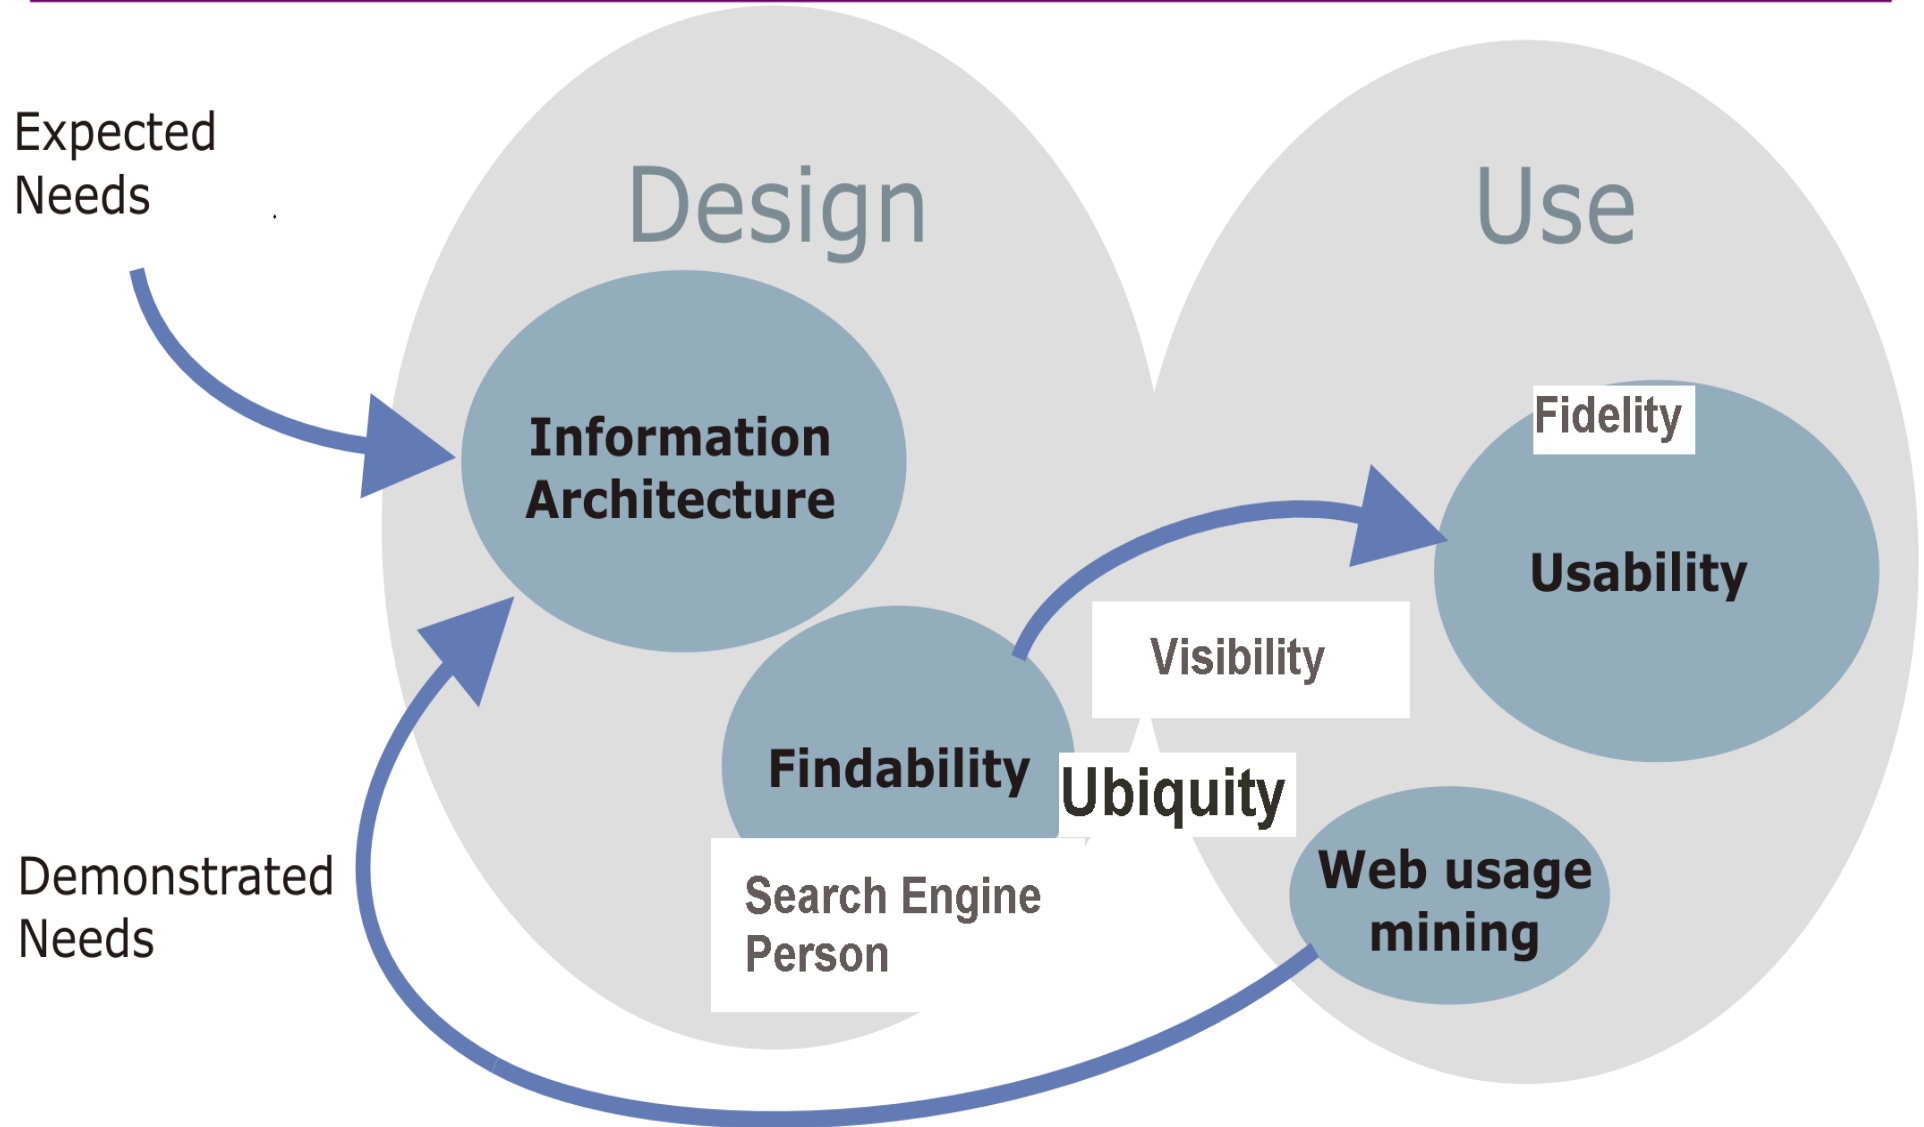 Expected
Needs
Design
Use
Information
Architecture
Fidelity
Usability
Visibility
Findability
Ubiquity
Search Engine
Person
Web usage
mining
Demonstrated
Needs